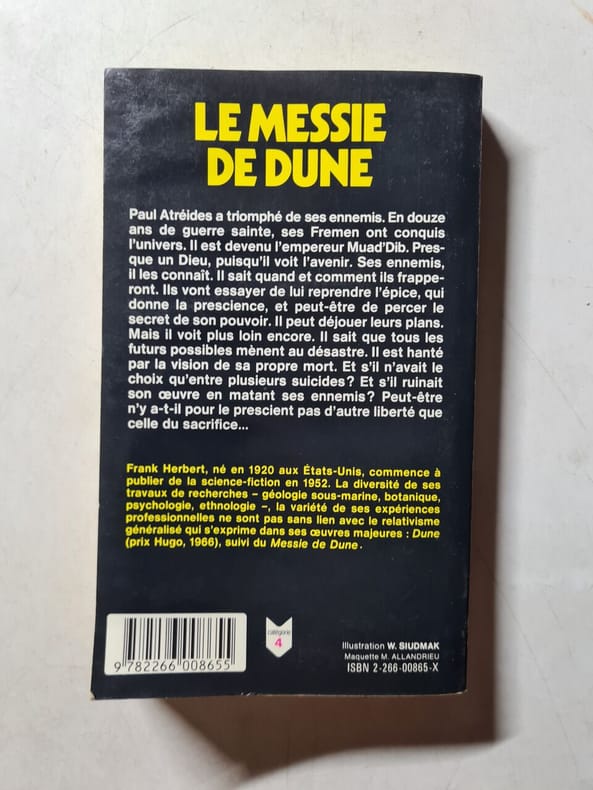 LE MESSIE
DE DUNE
Paul Atréides a triomphé de ses ennemis. En douze
ans de guerre sainte, ses Fremen ont conquis
l'univers. Il est devenu l'empereur Muad'Dib. Pres-
que un Dieu, puisqu'il voit l'avenir. Ses ennemis,
il les connaît. Il sait quand et comment ils frappe-
ront. Ils vont essayer de lui reprendre l'épice, qui
donne la prescience, et peut-être de percer le
secret de son pouvoir. Il peut déjouer leurs plans.
Mais il voit plus loin encore. Il sait que tous les
futurs possibles mènent au désastre. Il est hanté
par la vision de sa propre mort. Et s'il n'avait le
choix qu'entre plusieurs suicides ? Et s'il ruinait
son œuvre en matant ses ennemis ? Peut-être
n'y a-t-il pour le prescient pas d'autre liberté que
celle du sacrifice...
Frank Herbert, né en 1920 aux États-Unis, commence à
publier de la science-fiction en 1952. La diversité de ses
travaux de recherches – géologie sous-marine, botanique,
psychologie, ethnologie –, la variété de ses expériences
professionnelles ne sont pas sans lien avec le relativisme
généralisé qui s'exprime dans ses œuvres majeures : Dune
(prix Hugo, 1966), suivi du Messie de Dune.
9 782266 008655
catégorie
4
Illustration W. SIUDMAK
Maquette M. ALLANDRIEU
ISBN 2-266-00865-X